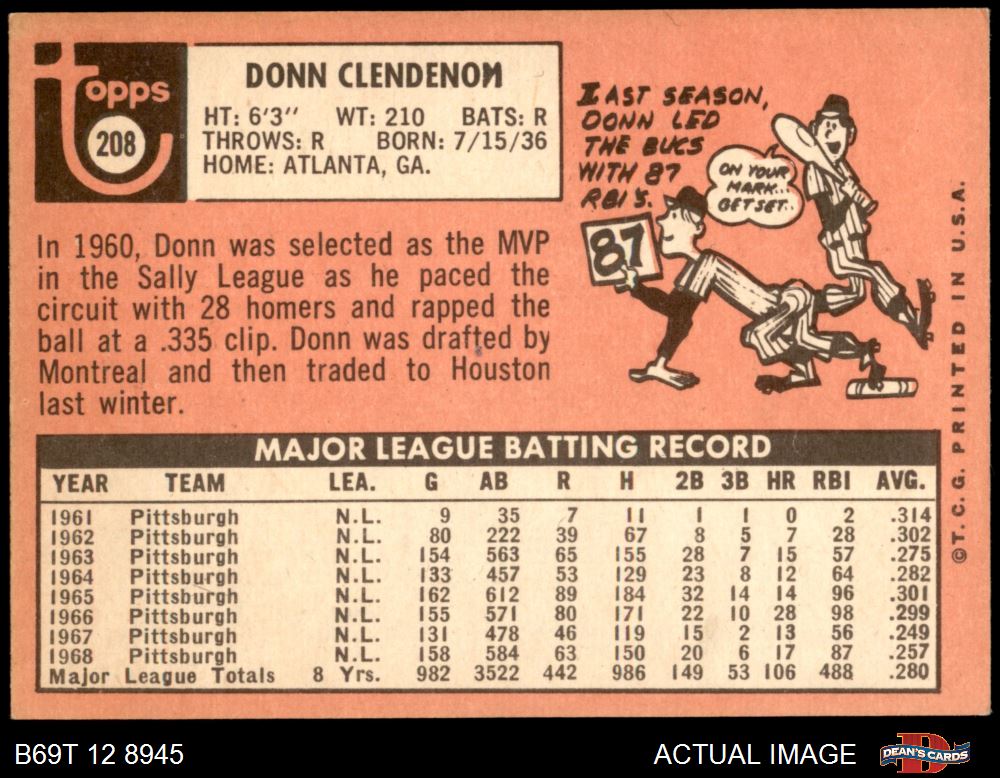 Topps
208
DONN CLENDENON
HT: 6'3" WT: 210 BATS: R
THROWS: R BORN: 7/15/36
HOME: ATLANTA, GA.
LAST SEASON,
DONN LED
THE BUCS
WITH 87
RBI'S.
ON YOUR
MARK...
GET SET..
87
In 1960, Donn was selected as the MVP
in the Sally League as he paced the
circuit with 28 homers and rapped the
ball at a .335 clip. Donn was drafted by
Montreal and then traded to Houston
last winter.
MAJOR LEAGUE BATTING RECORD
YEAR TEAM LEA. G AB R H 2B 3B HR RBI AVG.
1961 Pittsburgh N.L. 9 35 7 11 1 1 0 2 .314
1962 Pittsburgh N.L. 80 222 39 67 8 5 7 28 .302
1963 Pittsburgh N.L. 154 563 65 155 28 7 15 57 .275
1964 Pittsburgh N.L. 133 457 53 129 23 8 12 64 .282
1965 Pittsburgh N.L. 162 612 89 184 32 14 14 96 .301
1966 Pittsburgh N.L. 155 571 80 171 22 10 28 98 .299
1967 Pittsburgh N.L. 131 478 46 119 15 2 13 56 .249
1968 Pittsburgh N.L. 158 584 63 150 20 6 17 87 .257
Major League Totals 8 Yrs. 982 3522 442 986 149 53 106 488 .280
©T.C.G. PRINTED IN U.S.A.
B69T 12 8945
ACTUAL IMAGE
DEAN'S CARDS